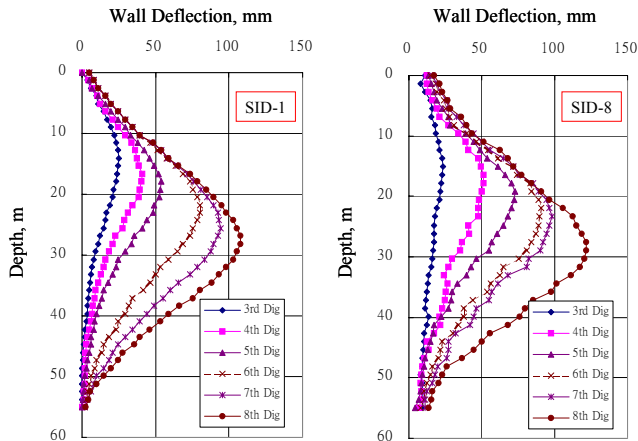 Wall Deflection, mm
0 50 100 150
0
10
20
30
40
50
60
Depth, m
SID-1
3rd Dig
4th Dig
5th Dig
6th Dig
7th Dig
8th Dig
Wall Deflection, mm
0 50 100 150
0
10
20
30
40
50
60
Depth, m
SID-8
3rd Dig
4th Dig
5th Dig
6th Dig
7th Dig
8th Dig